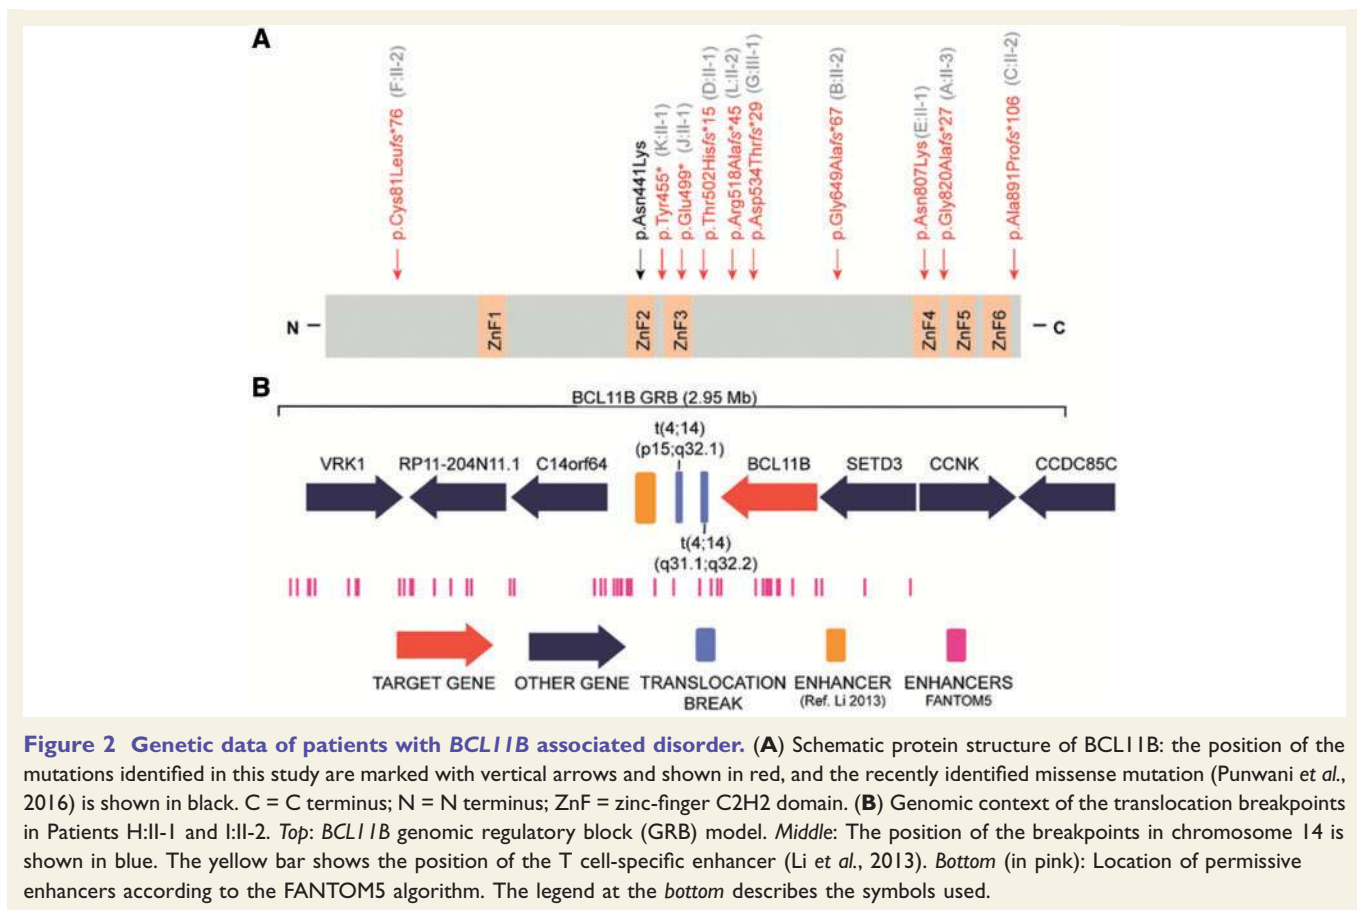 A
p.Cys81Leufs*76 (F:II-2)
p.Asn441Lys
p.Tyr455* (K:II-1)
p.Glu499* (J:II-1)
p.Thr502Hisfs*15 (D:II-1)
p.Arg518Alafs*45 (L:II-2)
p.Asp534Thrfs*29 (G:III-1)
p.Gly649Alafs*67 (B:II-2)
p.Asn807Lys (E:II-1)
p.Gly820Alafs*27 (A:II-3)
p.Ala891Profs*106 (C:II-2)
N
ZnF1
ZnF2
ZnF3
ZnF4
ZnF5
ZnF6
C
B
BCL11B GRB (2.95 Mb)
t(4;14)
(p15;q32.1)
VRK1 RP11-204N11.1 C14orf64 BCL11B SETD3 CCNK CCDC85C
t(4;14)
(q31.1;q32.2)
TARGET GENE OTHER GENE TRANSLOCATION ENHANCER ENHANCERS
BREAK (Ref. Li 2013) FANTOM5
Figure 2 Genetic data of patients with BCL11B associated disorder. (A) Schematic protein structure of BCL11B: the position of the
mutations identified in this study are marked with vertical arrows and shown in red, and the recently identified missense mutation (Punwani et al.,
2016) is shown in black. C = C terminus; N = N terminus; ZnF = zinc-finger C2H2 domain. (B) Genomic context of the translocation breakpoints
in Patients H:II-1 and I:II-2. Top: BCL11B genomic regulatory block (GRB) model. Middle: The position of the breakpoints in chromosome 14 is
shown in blue. The yellow bar shows the position of the T cell-specific enhancer (Li et al., 2013). Bottom (in pink): Location of permissive
enhancers according to the FANTOM5 algorithm. The legend at the bottom describes the symbols used.